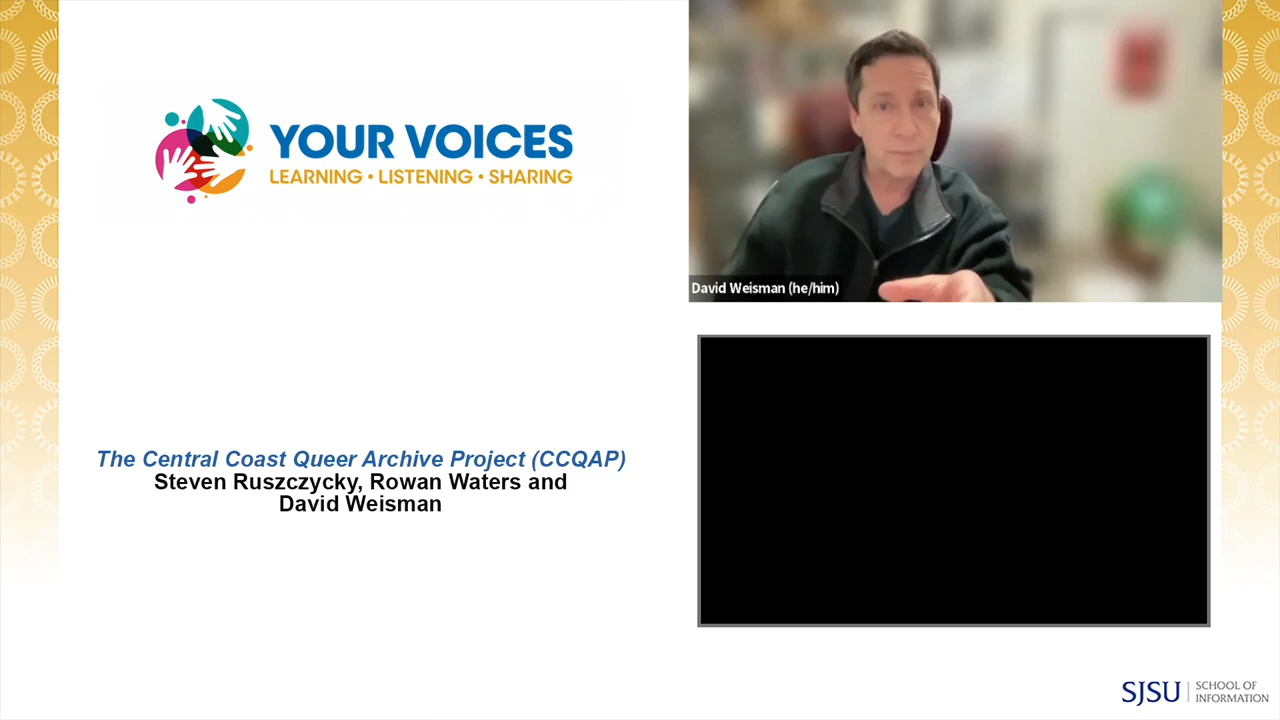 YOUR VOICES
LEARNING • LISTENING • SHARING
David Weisman (he/him)
The Central Coast Queer Archive Project (CCQAP)
Steven Ruszczycky, Rowan Waters and
David Weisman
SJSU | SCHOOL OF
INFORMATION